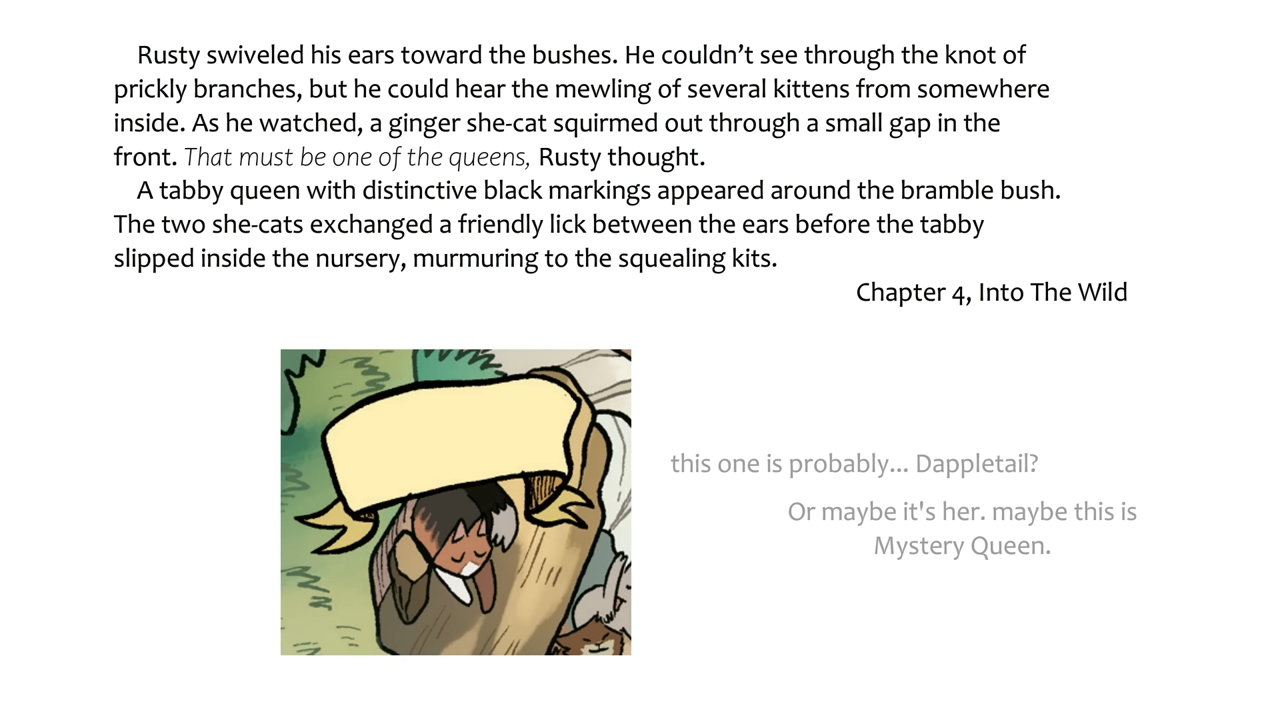 Rusty swiveled his ears toward the bushes. He couldn’t see through the knot of
prickly branches, but he could hear the mewling of several kittens from somewhere
inside. As he watched, a ginger she-cat squirmed out through a small gap in the
front. That must be one of the queens, Rusty thought.
A tabby queen with distinctive black markings appeared around the bramble bush.
The two she-cats exchanged a friendly lick between the ears before the tabby
slipped inside the nursery, murmuring to the squealing kits.
Chapter 4, Into The Wild
this one is probably... Dappletail?
Or maybe it's her. maybe this is
Mystery Queen.